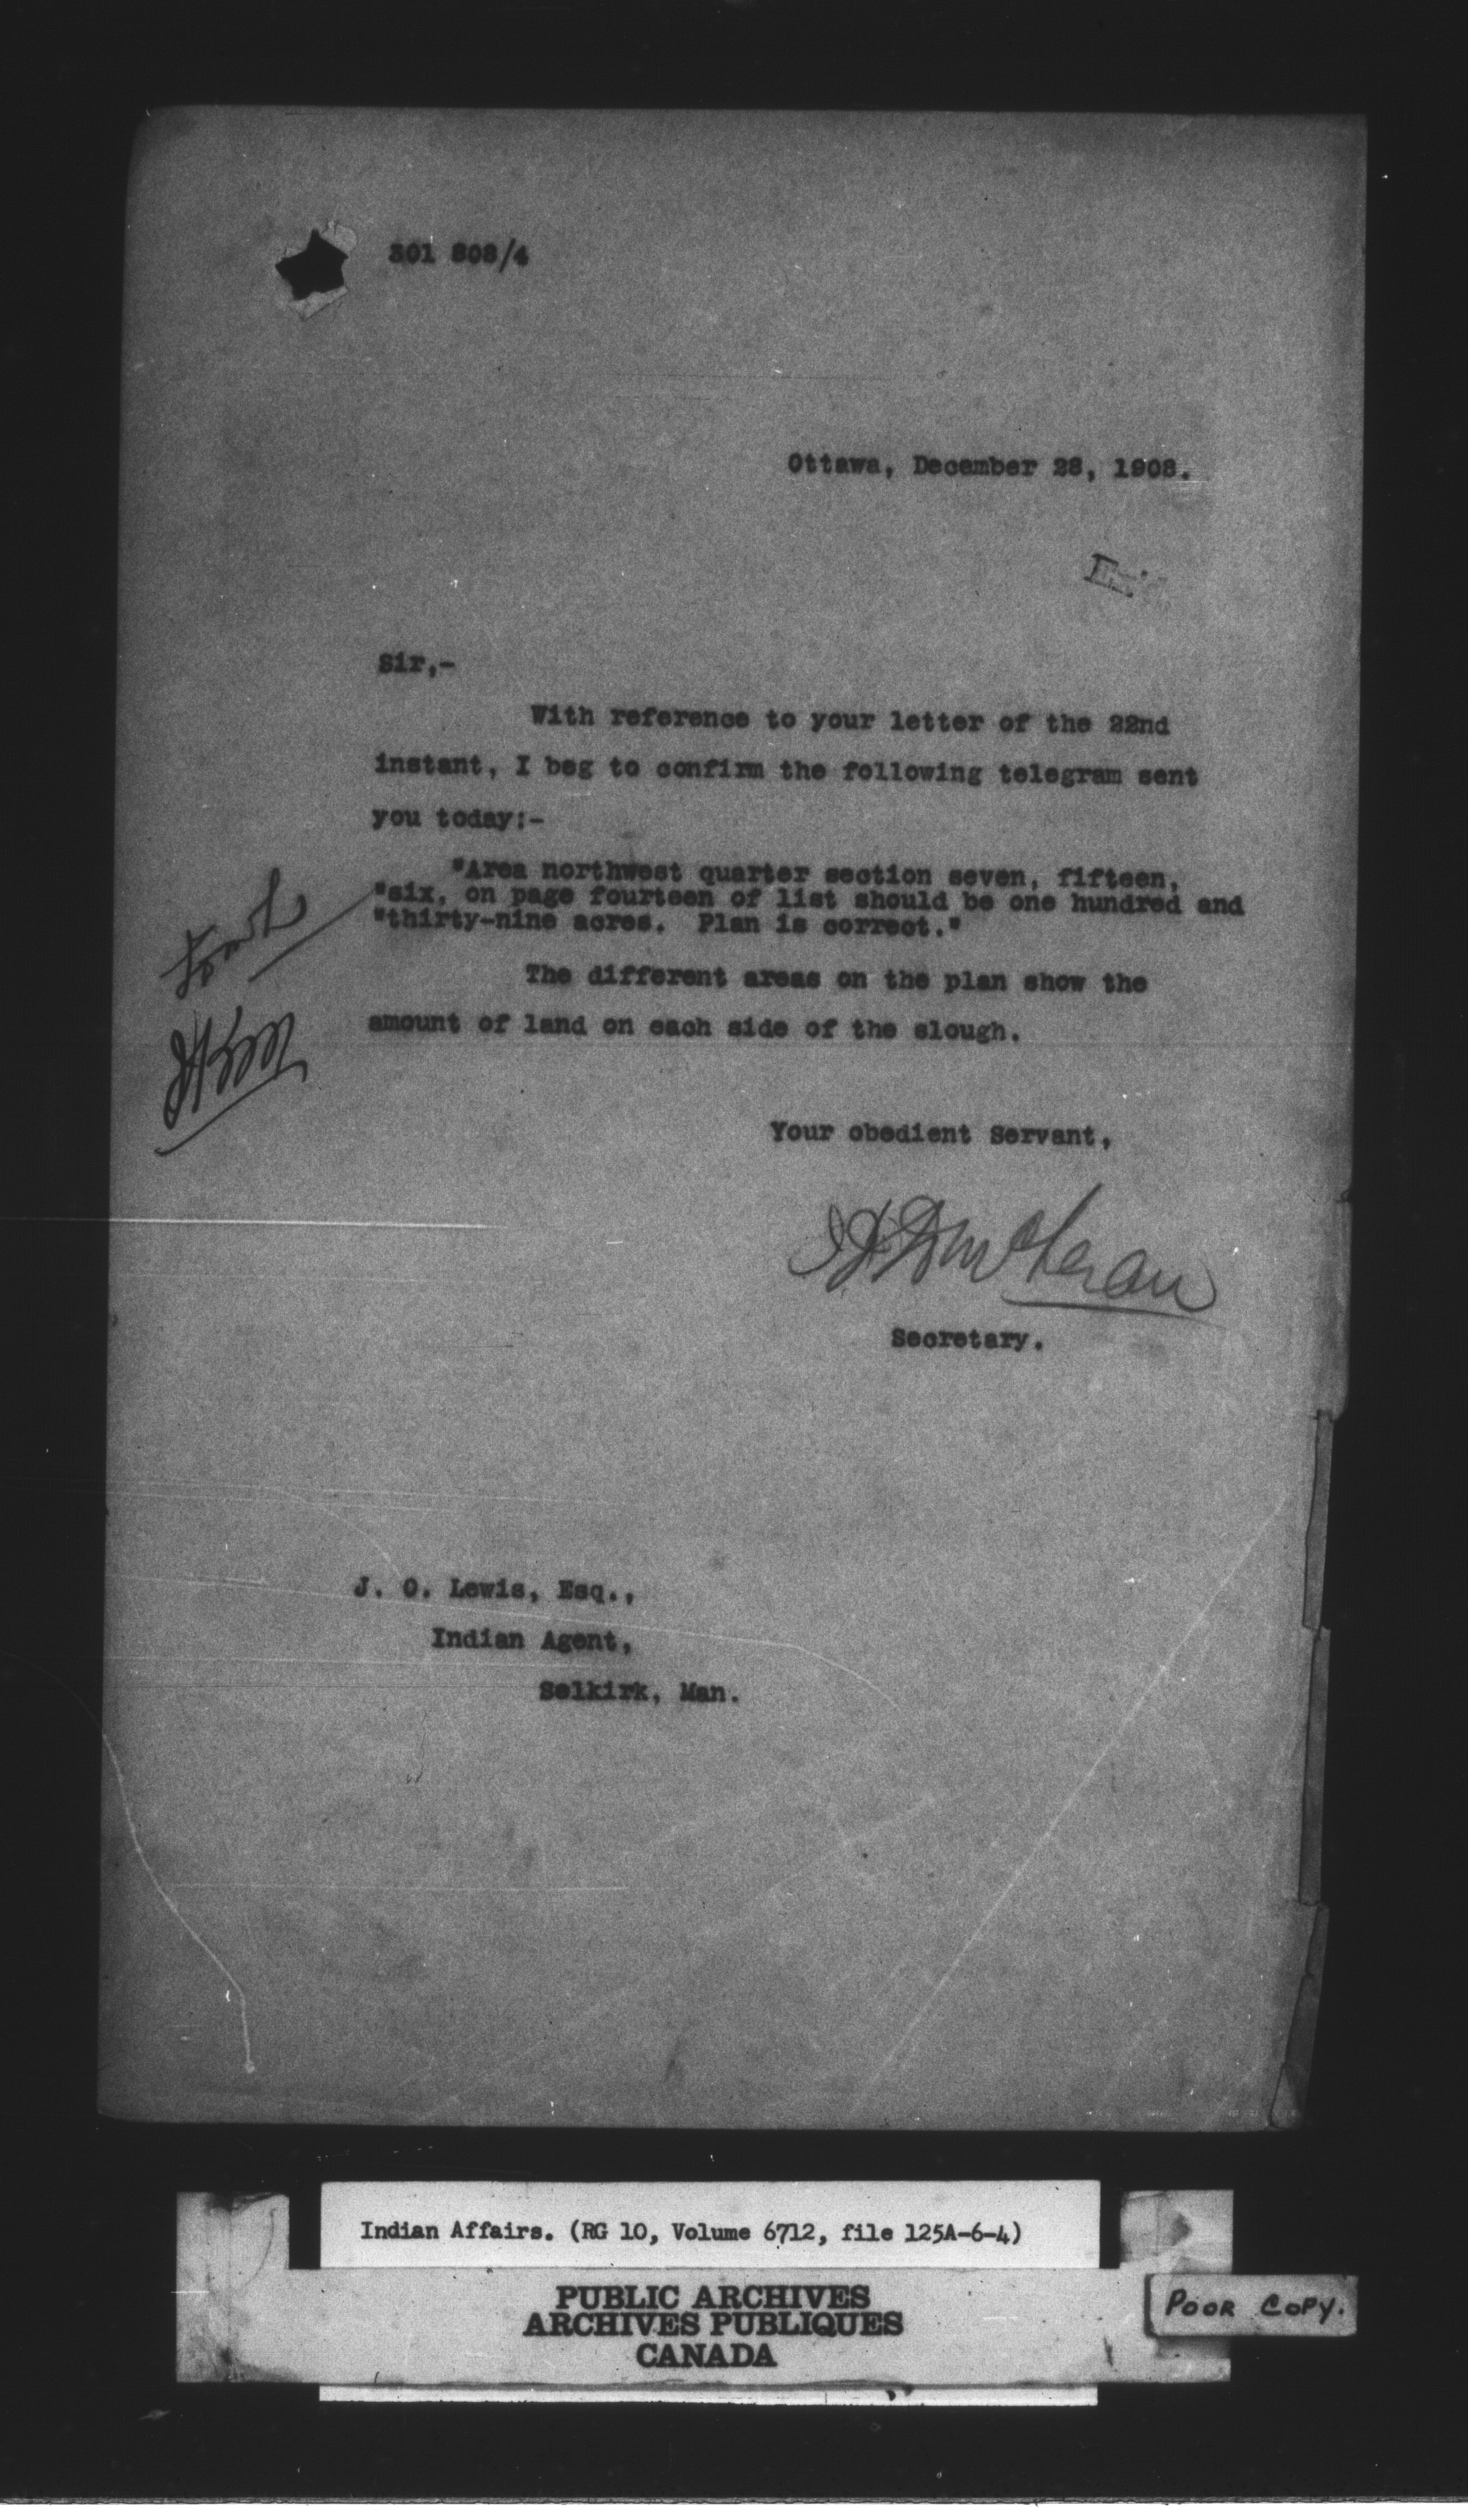 301 808/4
Ottawa, December 28, 1908.
Sir,-
With reference to your letter of the 22nd
instant, I beg to confirm the following telegram sent
you today:-
"Area northwest quarter section seven, fifteen,
"six, on page fourteen of list should be one hundred and
"thirty-nine acres. Plan is correct."
The different areas on the plan show the
amount of land on each side of the slough.
Your obedient Servant,
J D McLean
Secretary.
J. O. Lewis, Esq.,
Indian Agent,
Selkirk, Man.
Indian Affairs. (RG 10, Volume 6712, file 125A-6-4)
PUBLIC ARCHIVES
ARCHIVES PUBLIQUES
CANADA
POOR COPY.